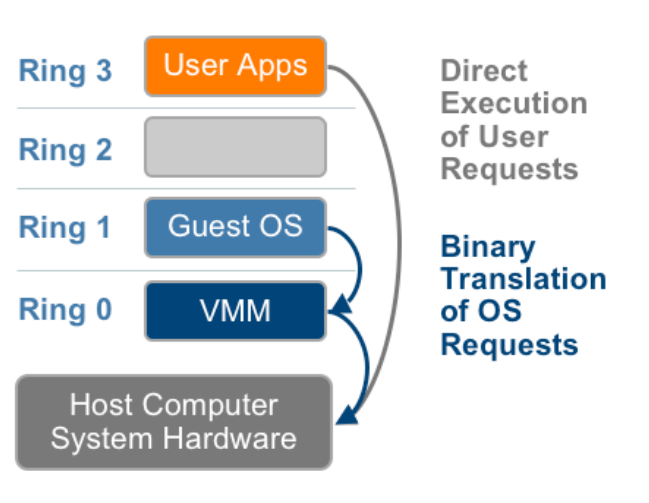 Ring 3
User Apps
Direct
Execution
of User
Requests
Ring 2
Ring 1
Guest OS
Binary
Translation
of OS
Requests
Ring 0
VMM
Host Computer
System Hardware